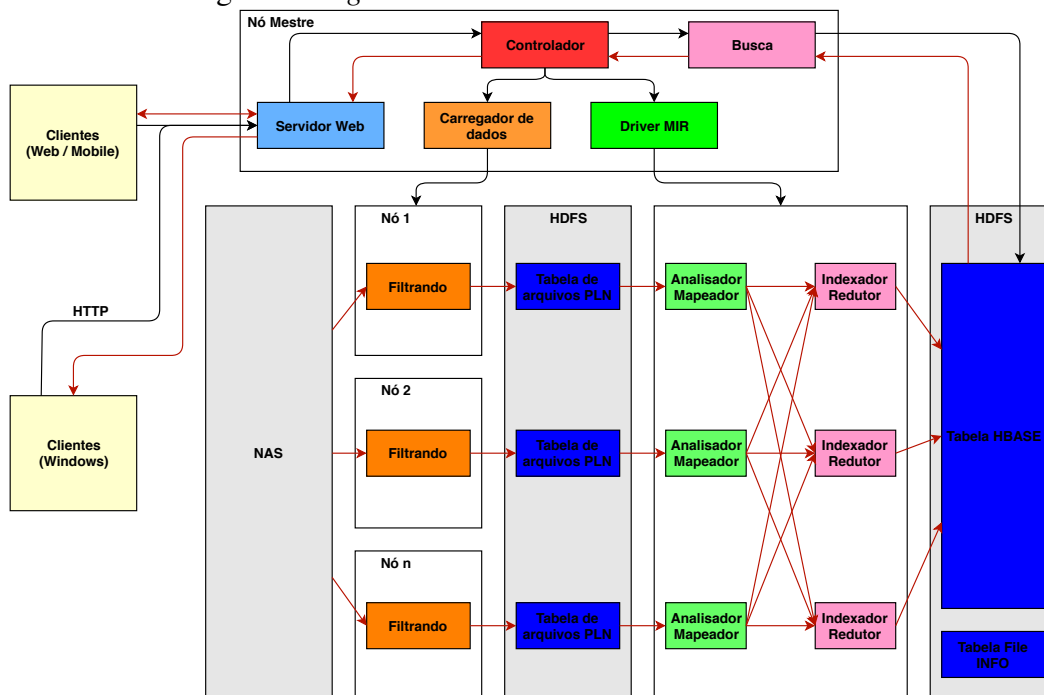 Nó Mestre
Controlador
Busca
Clientes
(Web / Mobile)
Servidor Web
Carregador de
dados
Driver MIR
HTTP
Clientes
(Windows)
NAS
Nó 1
Filtrando
Nó 2
Filtrando
Nó n
Filtrando
HDFS
Tabela de
arquivos PLN
Tabela de
arquivos PLN
Tabela de
arquivos PLN
Analisador
Mapeador
Indexador
Redutor
Analisador
Mapeador
Indexador
Redutor
Analisador
Mapeador
Indexador
Redutor
HDFS
Tabela HBASE
Tabela File
INFO